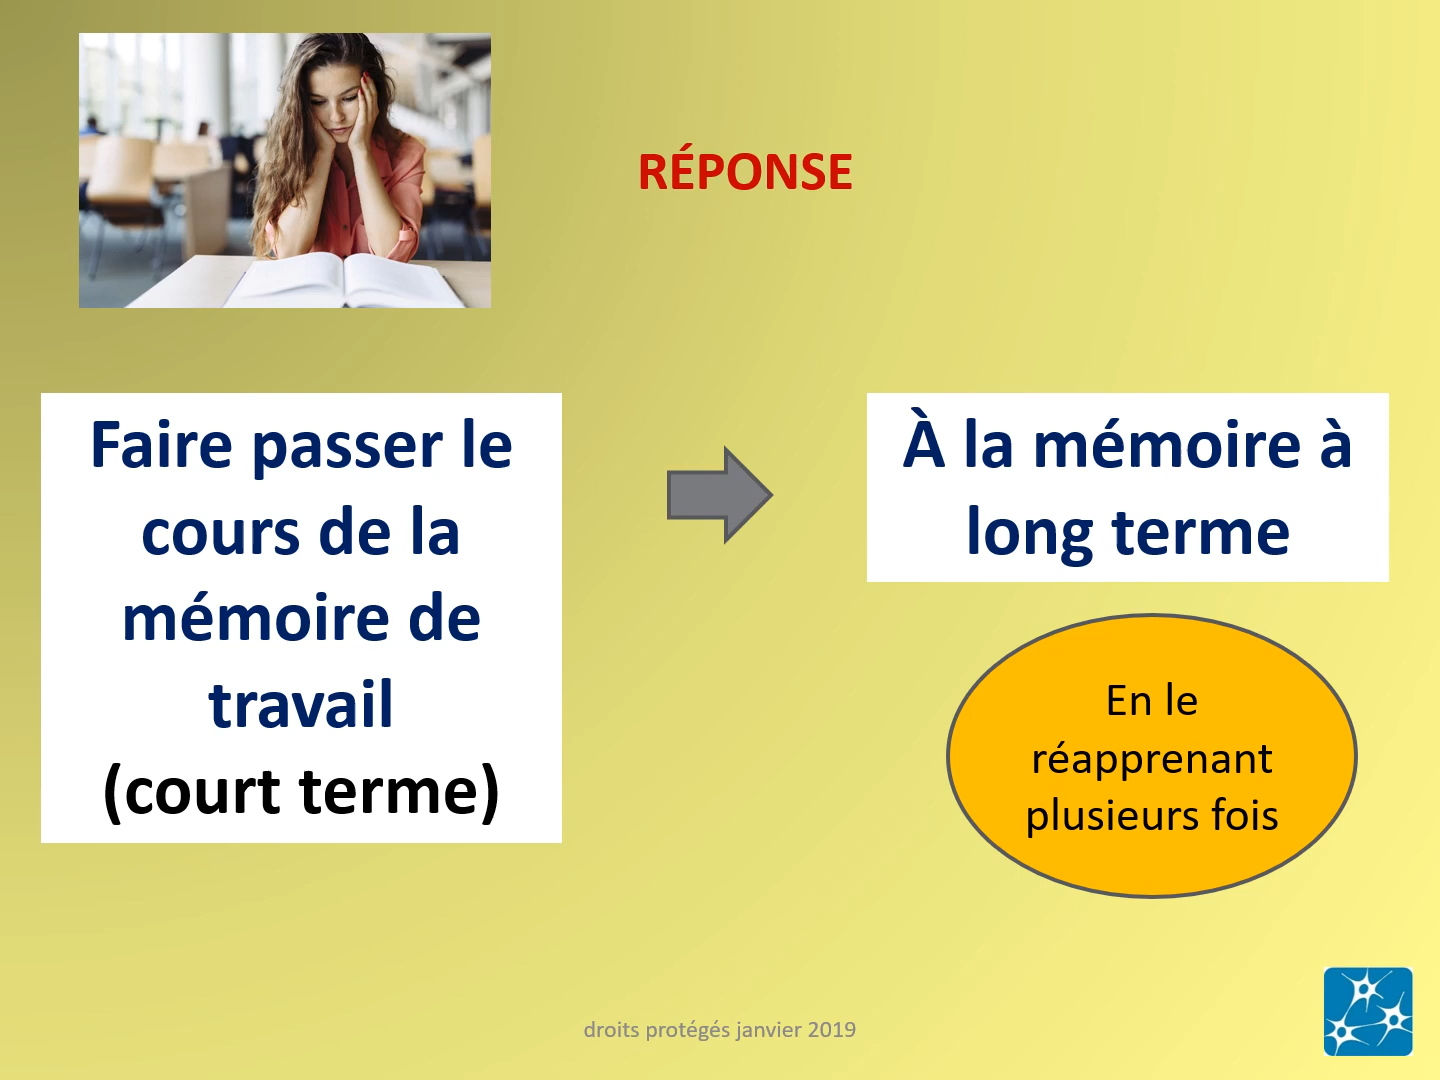 RÉPONSE
Faire passer le
cours de la
mémoire de
travail
(court terme)
À la mémoire à
long terme
En le
réapprenant
plusieurs fois
droits protégés janvier 2019